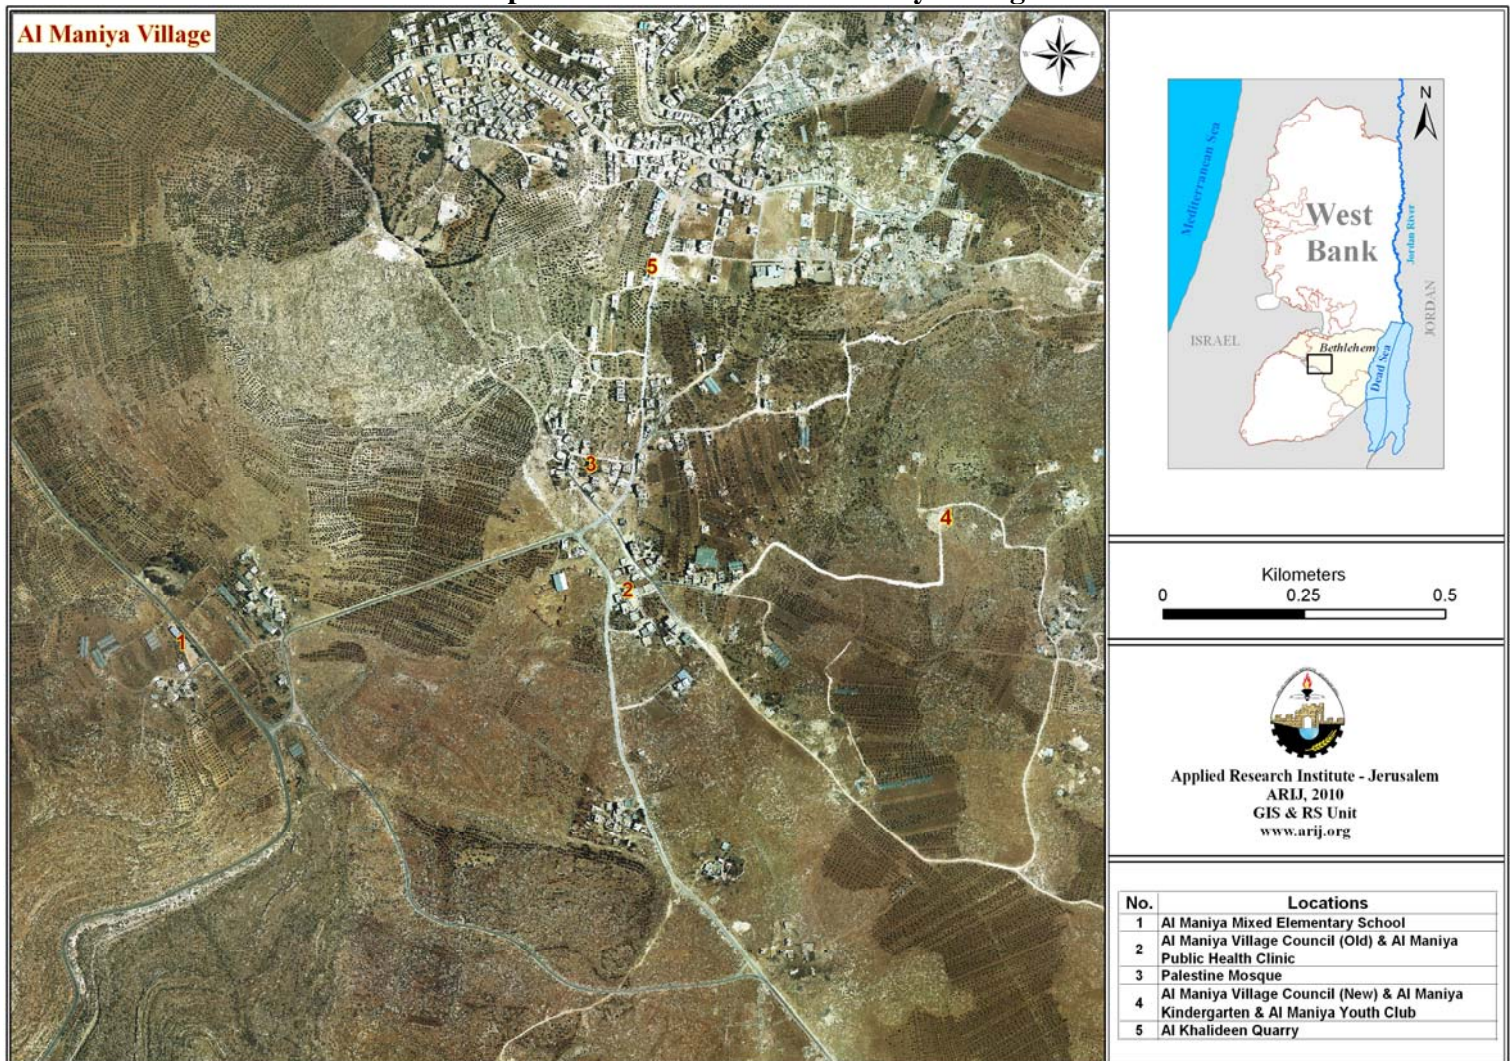 Al Maniya Village
N
W
E
S
5
3
4
2
1
N
Mediterranean Sea
West
Bank
Jordan River
JORDAN
ISRAEL
Bethlehem
Dead Sea
Kilometers
0 0.25 0.5
Applied Research Institute - Jerusalem
ARIJ, 2010
GIS & RS Unit
www.arij.org
No. Locations
1 Al Maniya Mixed Elementary School
2 Al Maniya Village Council (Old) & Al Maniya
Public Health Clinic
3 Palestine Mosque
4 Al Maniya Village Council (New) & Al Maniya
Kindergarten & Al Maniya Youth Club
5 Al Khalideen Quarry